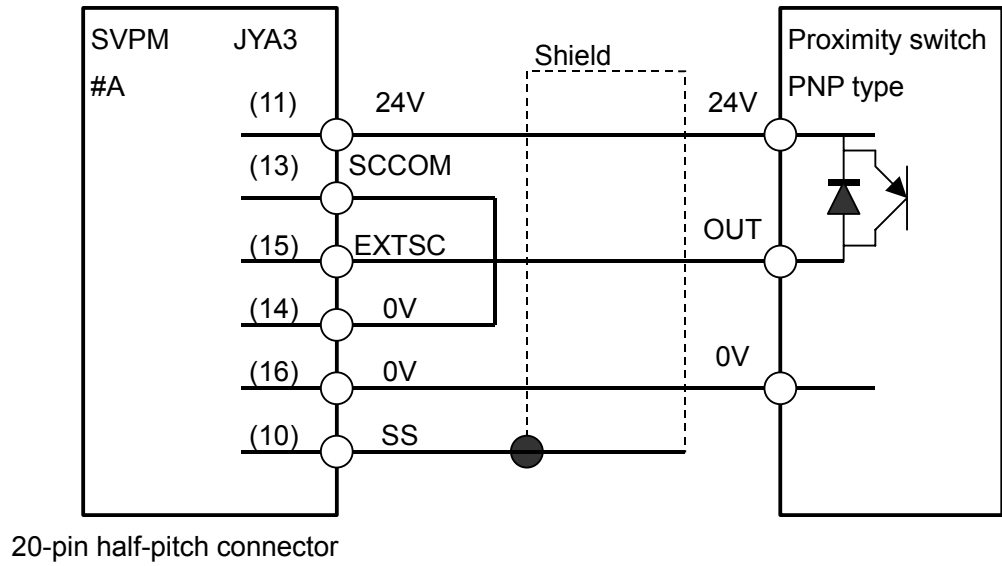 SVPM JYA3
#A
Shield
Proximity switch
PNP type
(11) 24V 24V
(13) SCCOM
(15) EXTSC OUT
(14) 0V
(16) 0V 0V
(10) SS
20-pin half-pitch connector